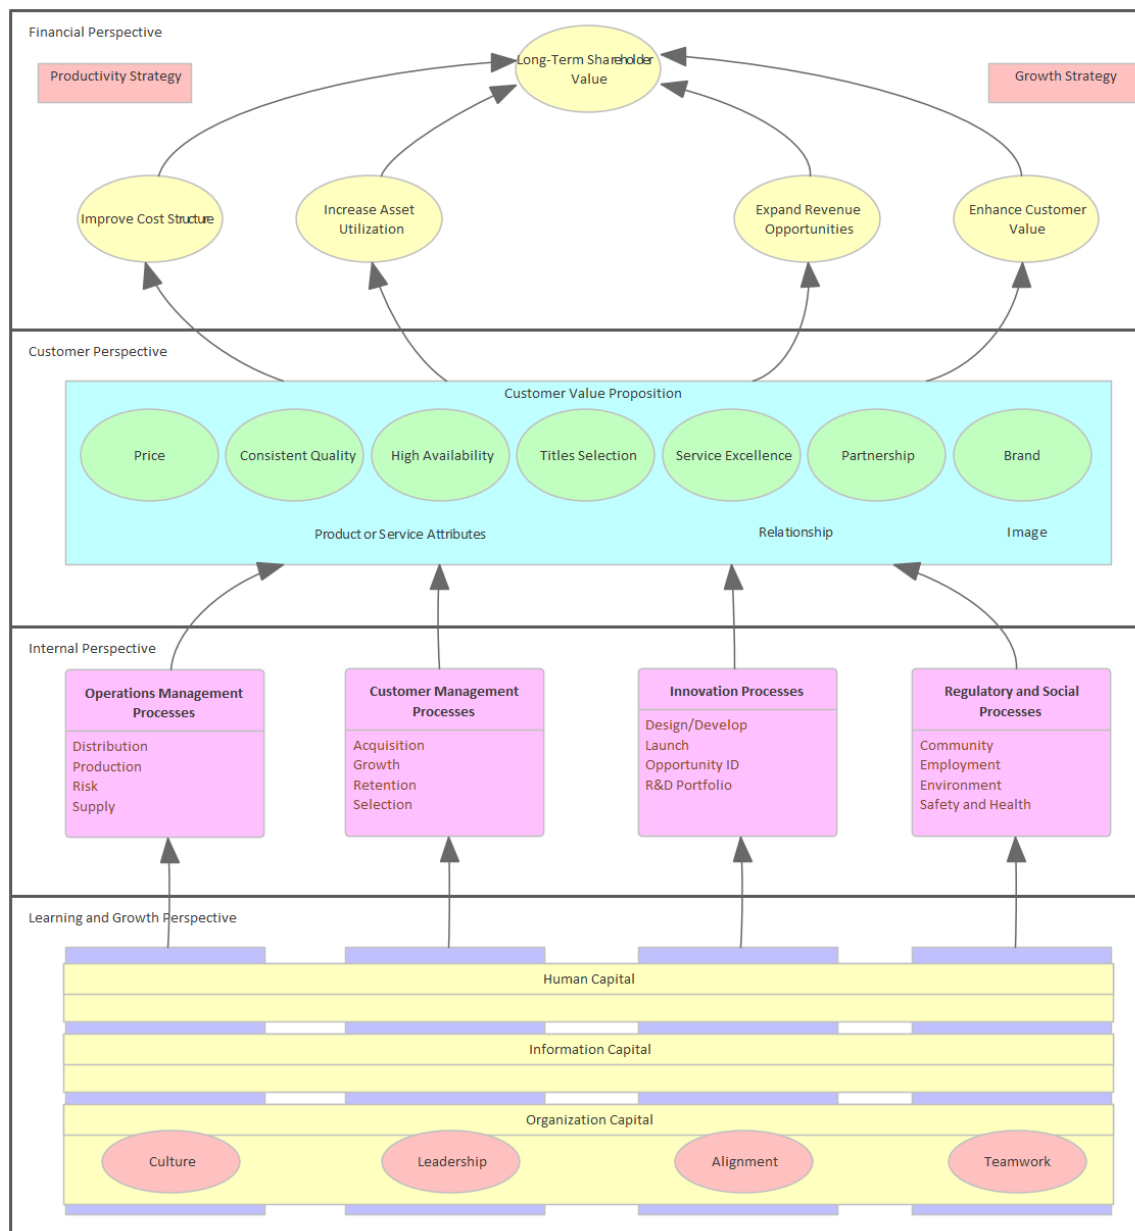 Financial Perspective
Productivity Strategy
Long-Term Shareholder
Value
Growth Strategy
Improve Cost Structure
Increase Asset
Utilization
Expand Revenue
Opportunities
Enhance Customer
Value
Customer Perspective
Customer Value Proposition
Price
Consistent Quality
High Availability
Titles Selection
Service Excellence
Partnership
Brand
Product or Service Attributes
Relationship
Image
Internal Perspective
Operations Management
Processes
Distribution
Production
Risk
Supply
Customer Management
Processes
Acquisition
Growth
Retention
Selection
Innovation Processes
Design/Develop
Launch
Opportunity ID
R&D Portfolio
Regulatory and Social
Processes
Community
Employment
Environment
Safety and Health
Learning and Growth Perspective
Human Capital
Information Capital
Organization Capital
Culture
Leadership
Alignment
Teamwork